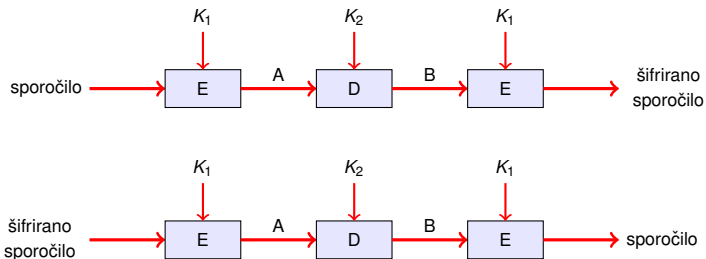 K1 K2 K1
sporočilo E A D B E šifrirano
sporočilo
K1 K2 K1
šifrirano
sporočilo E A D B E sporočilo